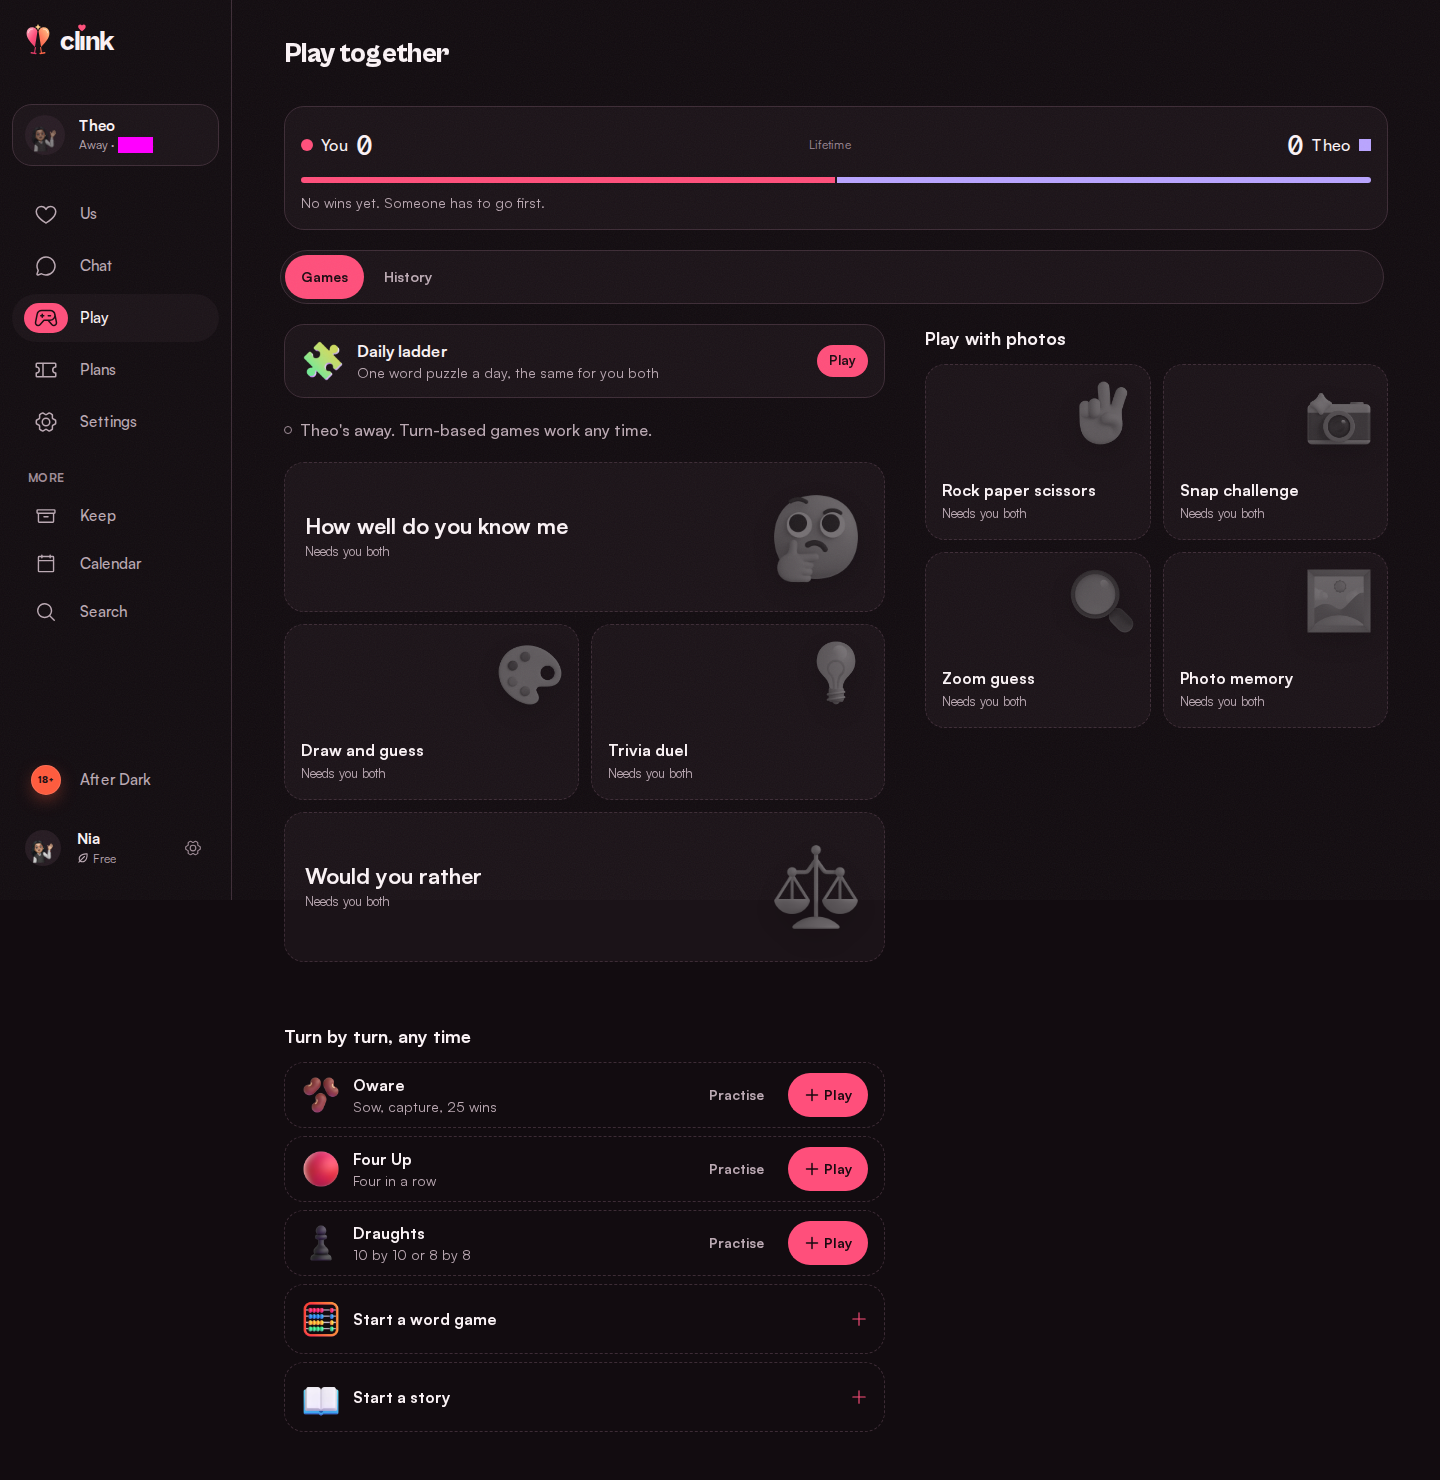 clink
Theo
Away ·
Us
Chat
Play
Plans
Settings
MORE
Keep
Calendar
Search
18+
After Dark
Nia
Free
Play together
You 0
Lifetime
0 Theo
No wins yet. Someone has to go first.
Games
History
Daily ladder
One word puzzle a day, the same for you both
Play
Theo's away. Turn-based games work any time.
How well do you know me
Needs you both
Draw and guess
Needs you both
Trivia duel
Needs you both
Would you rather
Needs you both
Play with photos
Rock paper scissors
Needs you both
Snap challenge
Needs you both
Zoom guess
Needs you both
Photo memory
Needs you both
Turn by turn, any time
Oware
Sow, capture, 25 wins
Practise
Play
Four Up
Four in a row
Practise
Play
Draughts
10 by 10 or 8 by 8
Practise
Play
Start a word game
Start a story